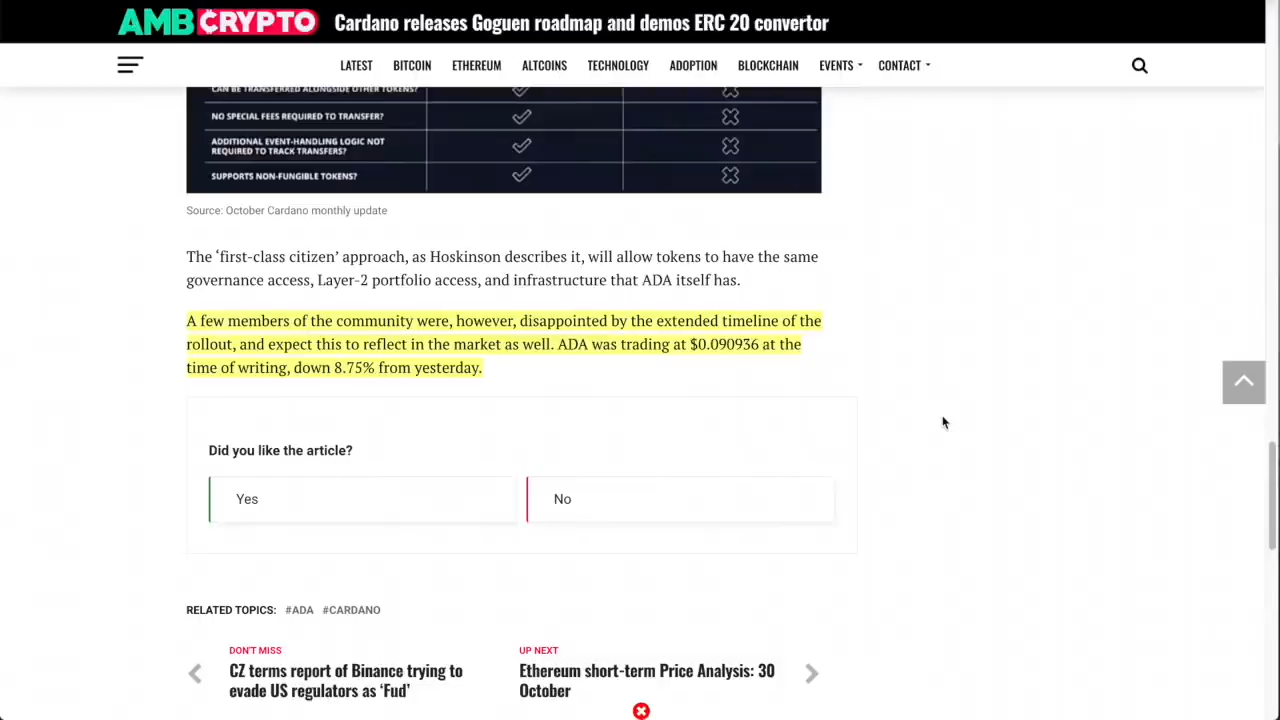 AMBCRYPTO Cardano releases Goguen roadmap and demos ERC 20 convertor
LATEST BITCOIN ETHEREUM ALTCOINS TECHNOLOGY ADOPTION BLOCKCHAIN EVENTS CONTACT
CAN BE TRANSFERRED ALONGSIDE OTHER TOKENS?
NO SPECIAL FEES REQUIRED TO TRANSFER?
ADDITIONAL EVENT-HANDLING LOGIC NOT
REQUIRED TO TRACK TRANSFERS?
SUPPORTS NON-FUNGIBLE TOKENS?
Source: October Cardano monthly update
The ‘first-class citizen’ approach, as Hoskinson describes it, will allow tokens to have the same
governance access, Layer-2 portfolio access, and infrastructure that ADA itself has.
A few members of the community were, however, disappointed by the extended timeline of the
rollout, and expect this to reflect in the market as well. ADA was trading at $0.090936 at the
time of writing, down 8.75% from yesterday.
Did you like the article?
Yes
No
RELATED TOPICS: #ADA #CARDANO
DON'T MISS
CZ terms report of Binance trying to
evade US regulators as ‘Fud’
UP NEXT
Ethereum short-term Price Analysis: 30
October